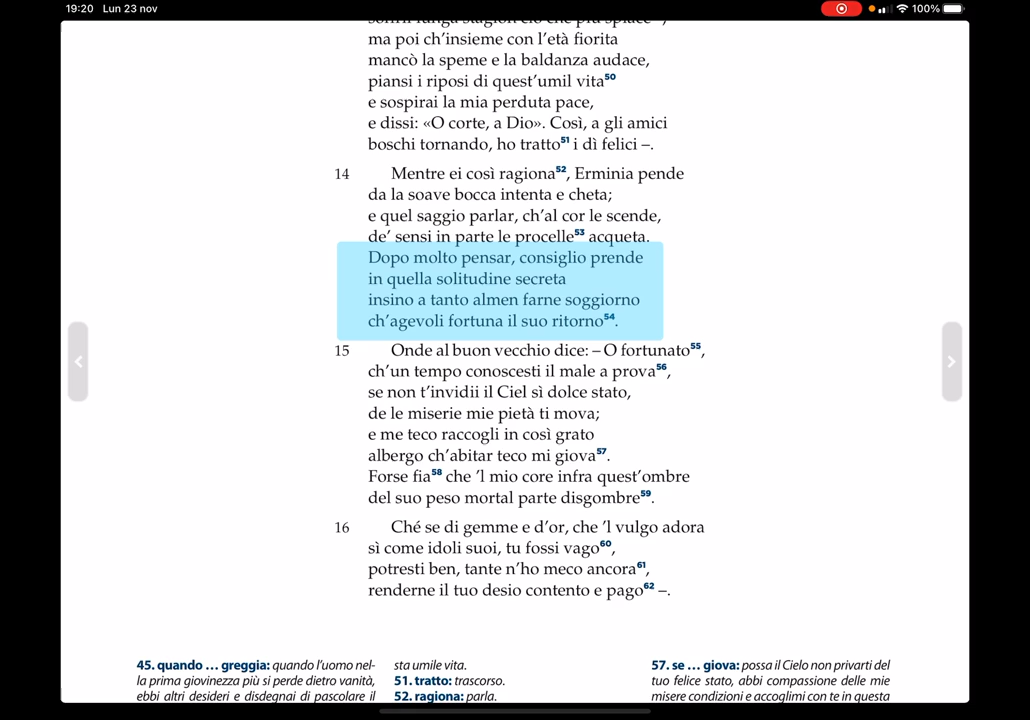 19:20 Lun 23 nov 100%
soffrii lunga stagion ciò che più spiace
ma poi ch'insieme con l'età fiorita
mancò la speme e la baldanza audace,
piansi i riposi di quest'umil vita50
e sospirai la mia perduta pace,
e dissi: «O corte, a Dio». Così, a gli amici
boschi tornando, ho tratto51 i dì felici –.
14 Mentre ei così ragiona52, Erminia pende
da la soave bocca intenta e cheta;
e quel saggio parlar, ch'al cor le scende,
de' sensi in parte le procelle53 acqueta.
Dopo molto pensar, consiglio prende
in quella solitudine secreta
insino a tanto almen farne soggiorno
ch'agevoli fortuna il suo ritorno54.
15 Onde al buon vecchio dice: – O fortunato55,
ch'un tempo conoscesti il male a prova56,
se non t'invidii il Ciel sì dolce stato,
de le miserie mie pietà ti mova;
e me teco raccogli in così grato
albergo ch'abitar teco mi giova57.
Forse fia58 che 'l mio core infra quest'ombre
del suo peso mortal parte disgombre59.
16 Ché se di gemme e d'or, che 'l vulgo adora
sì come idoli suoi, tu fossi vago60,
potresti ben, tante n'ho meco ancora61,
renderne il tuo desio contento e pago62 –.
45. quando … greggia: quando l'uomo nel-
la prima giovinezza più si perde dietro vanità,
ebbi altri desideri e disdegnai di pascolare il
sta umile vita.
51. tratto: trascorso.
52. ragiona: parla.
57. se … giova: possa il Cielo non privarti del
tuo felice stato, abbi compassione delle mie
misere condizioni e accoglimi con te in questa